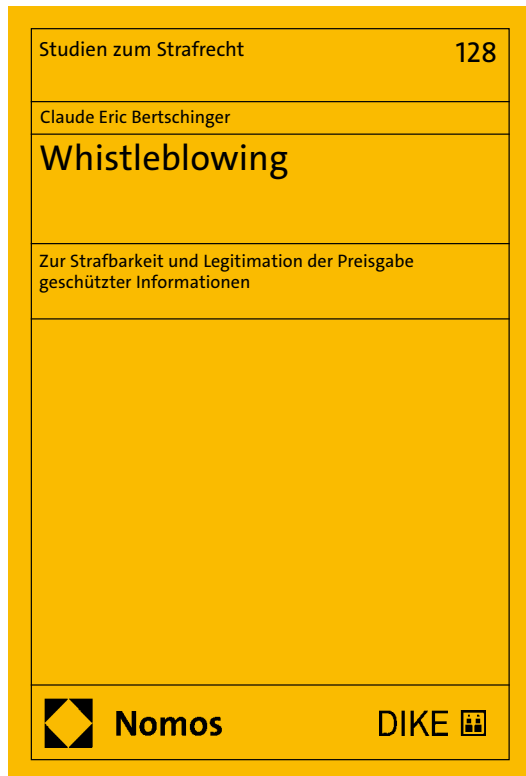 Studien zum Strafrecht 128
Claude Eric Bertschinger
Whistleblowing
Zur Strafbarkeit und Legitimation der Preisgabe
geschützter Informationen
Nomos DIKE